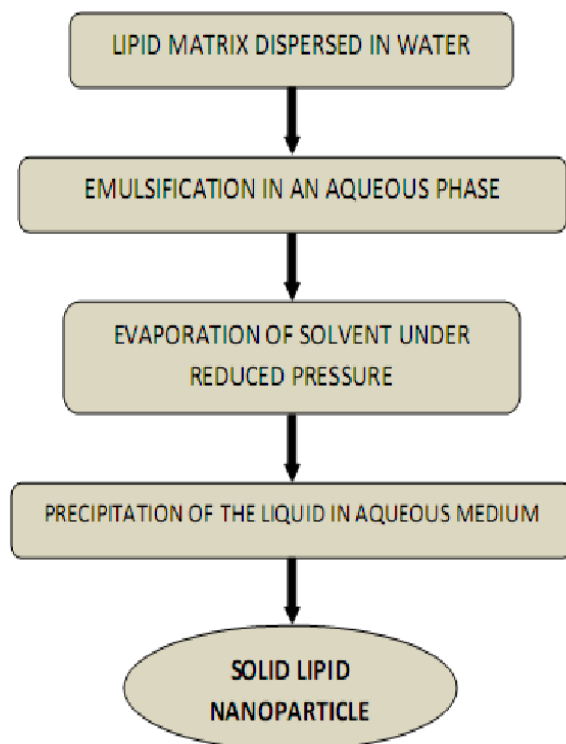 LIPID MATRIX DISPERSED IN WATER
EMULSIFICATION IN AN AQUEOUS PHASE
EVAPORATION OF SOLVENT UNDER
REDUCED PRESSURE
PRECIPITATION OF THE LIQUID IN AQUEOUS MEDIUM
SOLID LIPID
NANOPARTICLE